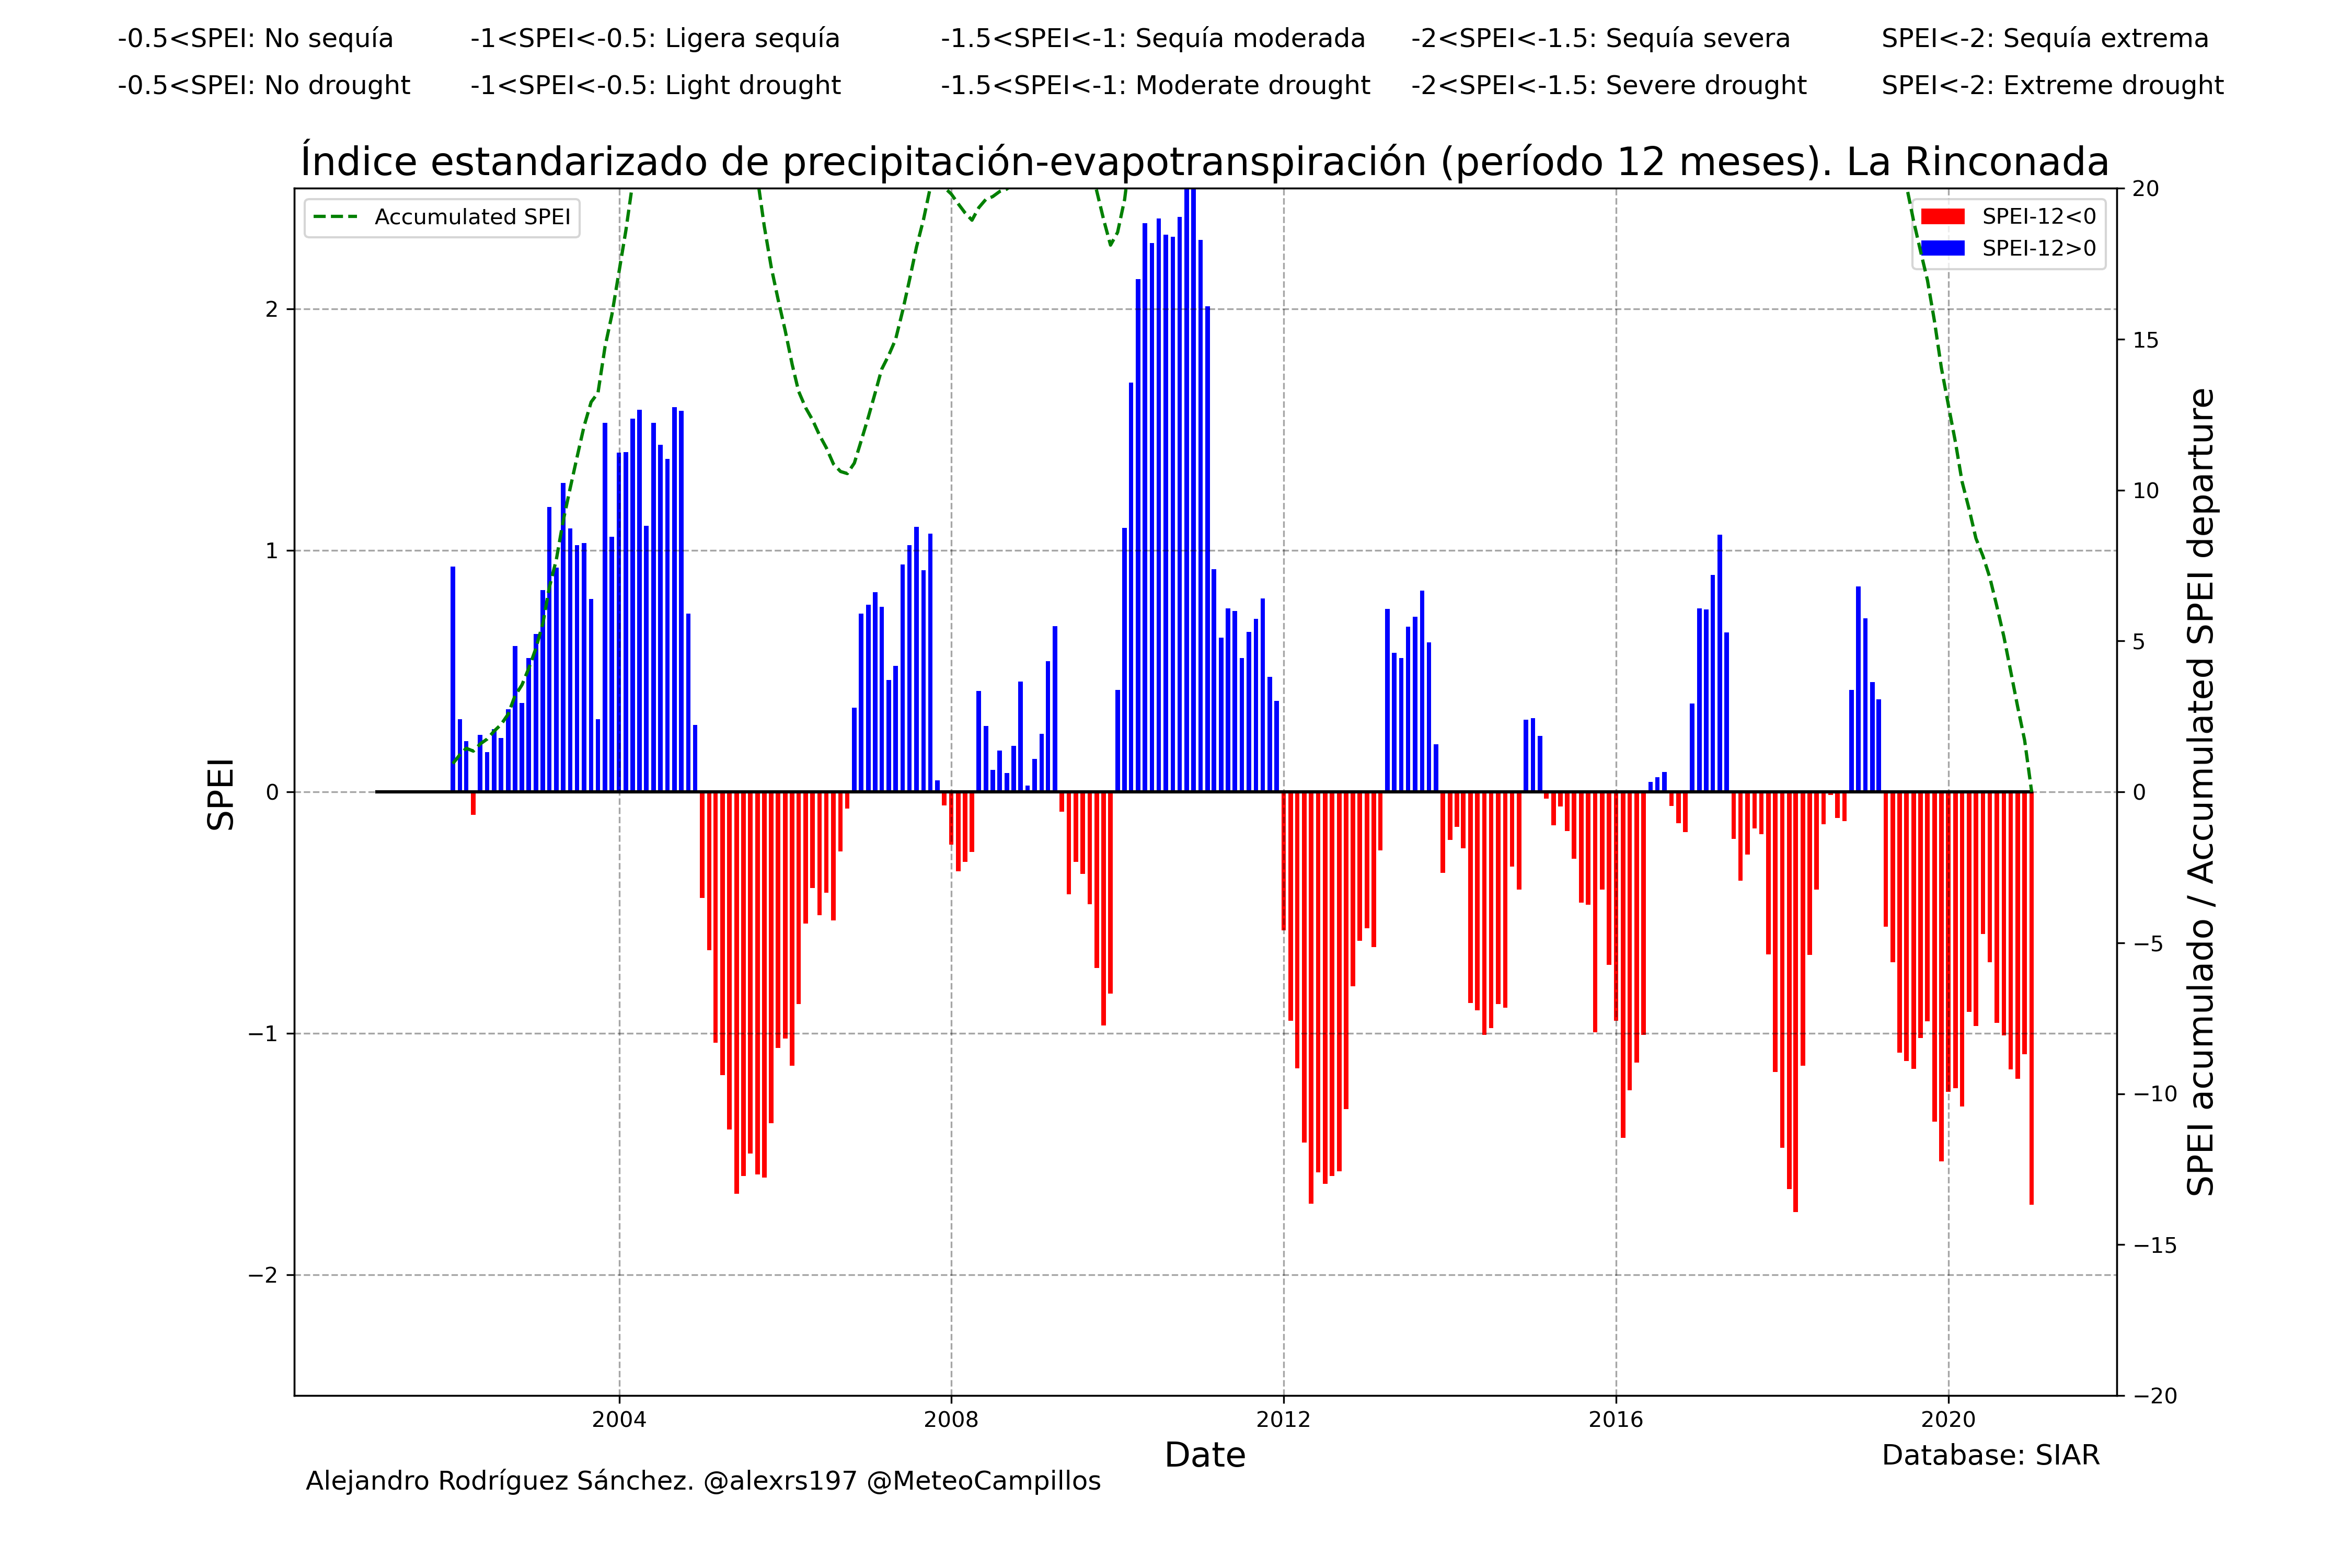 -0.5<SPEI: No sequía -1<SPEI<-0.5: Ligera sequía -1.5<SPEI<-1: Sequía moderada -2<SPEI<-1.5: Sequía severa SPEI<-2: Sequía extrema
-0.5<SPEI: No drought -1<SPEI<-0.5: Light drought -1.5<SPEI<-1: Moderate drought -2<SPEI<-1.5: Severe drought SPEI<-2: Extreme drought
Índice estandarizado de precipitación-evapotranspiración (período 12 meses). La Rinconada
Accumulated SPEI
SPEI-12<0
SPEI-12>0
SPEI
2
1
0
−1
−2
20
15
10
5
0
−5
−10
−15
−20
SPEI acumulado / Accumulated SPEI departure
2004 2008 2012 2016 2020
Date
Database: SIAR
Alejandro Rodríguez Sánchez. @alexrs197 @MeteoCampillos